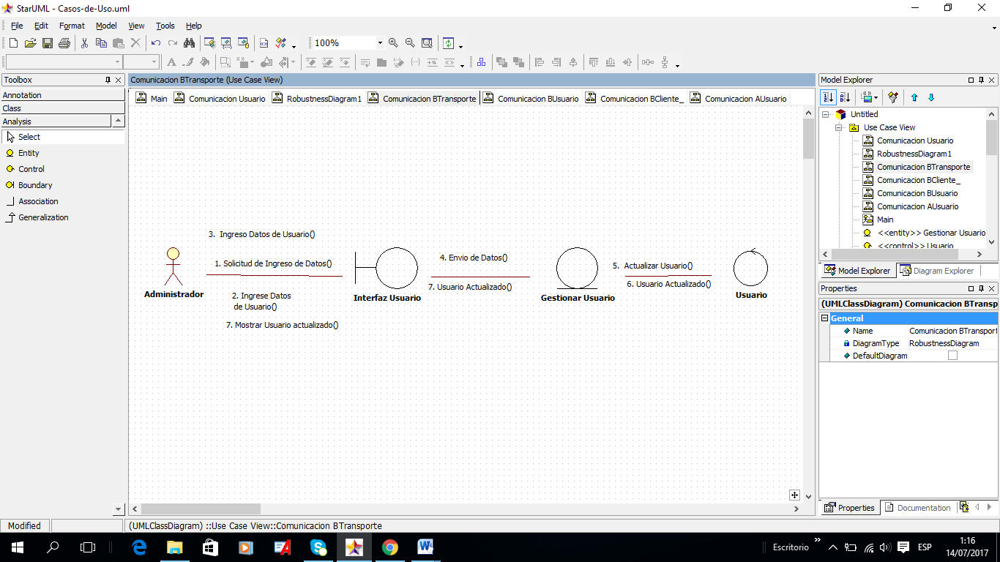 StarUML - Casos-de-Uso.uml
File Edit Format Model View Tools Help
100%
Toolbox
Annotation
Class
Analysis
Select
Entity
Control
Boundary
Association
Generalization
Comunicacion BTransporte (Use Case View)
Main Comunicacion Usuario RobustnessDiagram1 Comunicacion BTransporte Comunicacion BUsuario Comunicacion BCliente_ Comunicacion AUsuario
3. Ingreso Datos de Usuario()
1. Solicitud de Ingreso de Datos()
2. Ingrese Datos
de Usuario()
7. Mostrar Usuario actualizado()
Administrador
Interfaz Usuario
4. Envio de Datos()
7. Usuario Actualizado()
Gestionar Usuario
5. Actualizar Usuario()
6. Usuario Actualizado()
Usuario
Model Explorer
Untitled
Use Case View
Comunicacion Usuario
RobustnessDiagram1
Comunicacion BTransporte
Comunicacion BCliente_
Comunicacion BUsuario
Comunicacion AUsuario
Main
<<entity>> Gestionar Usuario
<<control>> Usuario
Model Explorer Diagram Explorer
Properties
(UMLClassDiagram) Comunicacion BTransp
General
Name Comunicacion BTransport
DiagramType RobustnessDiagram
DefaultDiagram
Properties Documentation
Modified
(UMLClassDiagram) ::Use Case View::Comunicacion BTransporte
Escritorio
ESP
1:16
14/07/2017